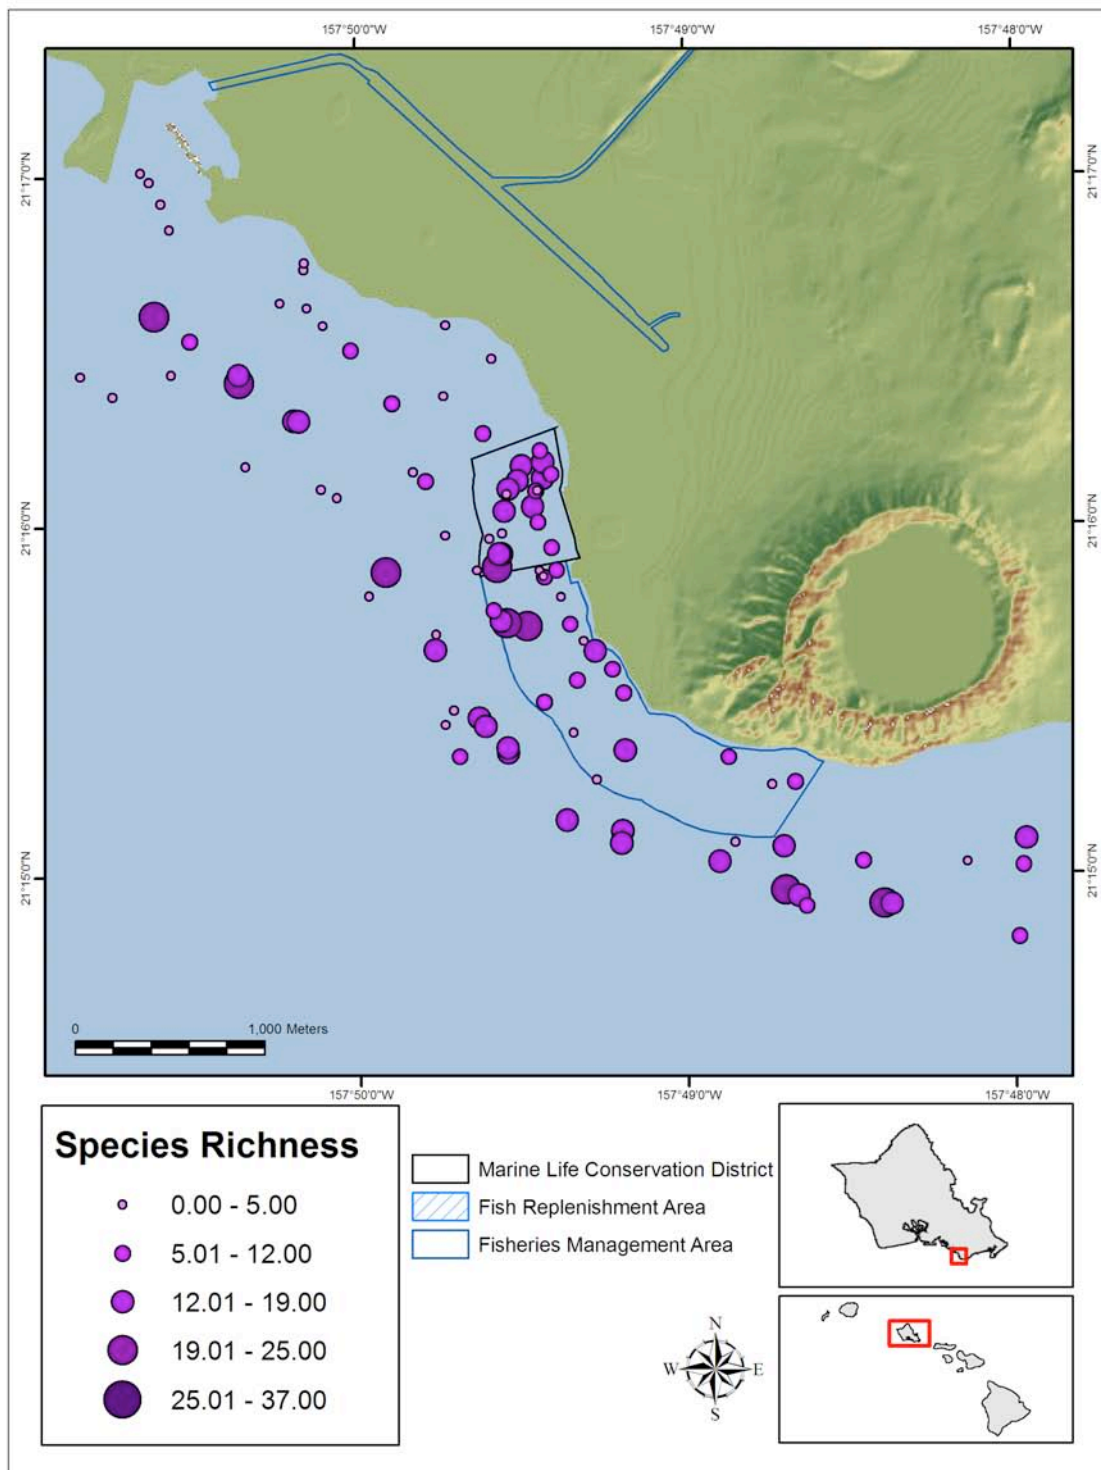 157°50'0"W 157°49'0"W 157°48'0"W
21°17'0"N 21°17'0"N
21°16'0"N 21°16'0"N
21°15'0"N 21°15'0"N
0 1,000 Meters
157°50'0"W 157°49'0"W 157°48'0"W
Species Richness
0.00 - 5.00
5.01 - 12.00
12.01 - 19.00
19.01 - 25.00
25.01 - 37.00
Marine Life Conservation District
Fish Replenishment Area
Fisheries Management Area
N
W E
S